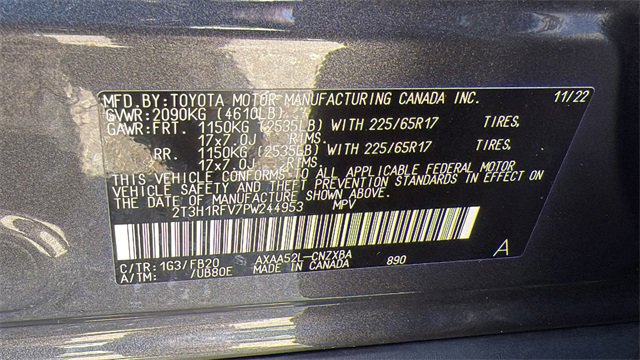 MFD.BY:TOYOTA MOTOR MANUFACTURING CANADA INC. 11/22
GVWR:2090KG (4610LB)
GAWR:FRT. 1150KG (2535LB) WITH 225/65R17 TIRES,
17x7.0J RIMS.
RR. 1150KG (2535LB) WITH 225/65R17 TIRES,
17x7.0J RIMS.
THIS VEHICLE CONFORMS TO ALL APPLICABLE FEDERAL MOTOR
VEHICLE SAFETY AND THEFT PREVENTION STANDARDS IN EFFECT ON
THE DATE OF MANUFACTURE SHOWN ABOVE.
2T3H1RFV7PW244953 MPV
C/TR:1G3/FB20 AXAA52L-CNZXBA 890 A
A/TM: /UB80E MADE IN CANADA